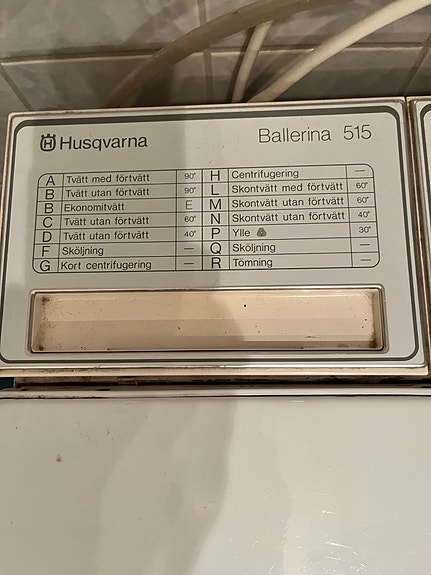 Husqvarna
Ballerina 515
A Tvätt med förtvätt 90°
B Tvätt utan förtvätt 90°
B Ekonomitvätt E
C Tvätt utan förtvätt 60°
D Tvätt utan förtvätt 40°
F Sköljning —
G Kort centrifugering —
H Centrifugering —
L Skontvätt med förtvätt 60°
M Skontvätt utan förtvätt 60°
N Skontvätt utan förtvätt 40°
P Ylle 30°
Q Sköljning —
R Tömning —